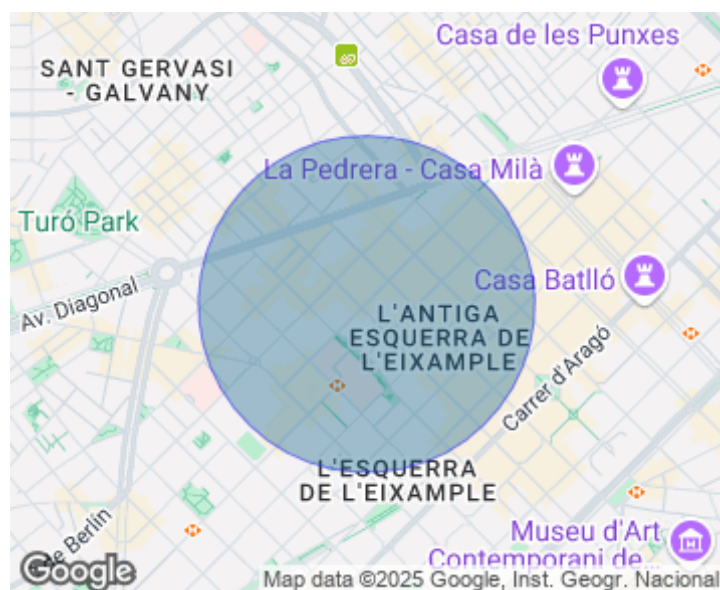 Casa de les Punxes
SANT GERVASI
- GALVANY
La Pedrera - Casa Milà
Turó Park
Casa Batlló
Av. Diagonal
L'ANTIGA
ESQUERRA DE
L'EIXAMPLE
Carrer d'Aragó
L'ESQUERRA
DE L'EIXAMPLE
de Berlín
Museu d'Art
Contemporani de...
Google
Map data ©2025 Google, Inst. Geogr. Nacional